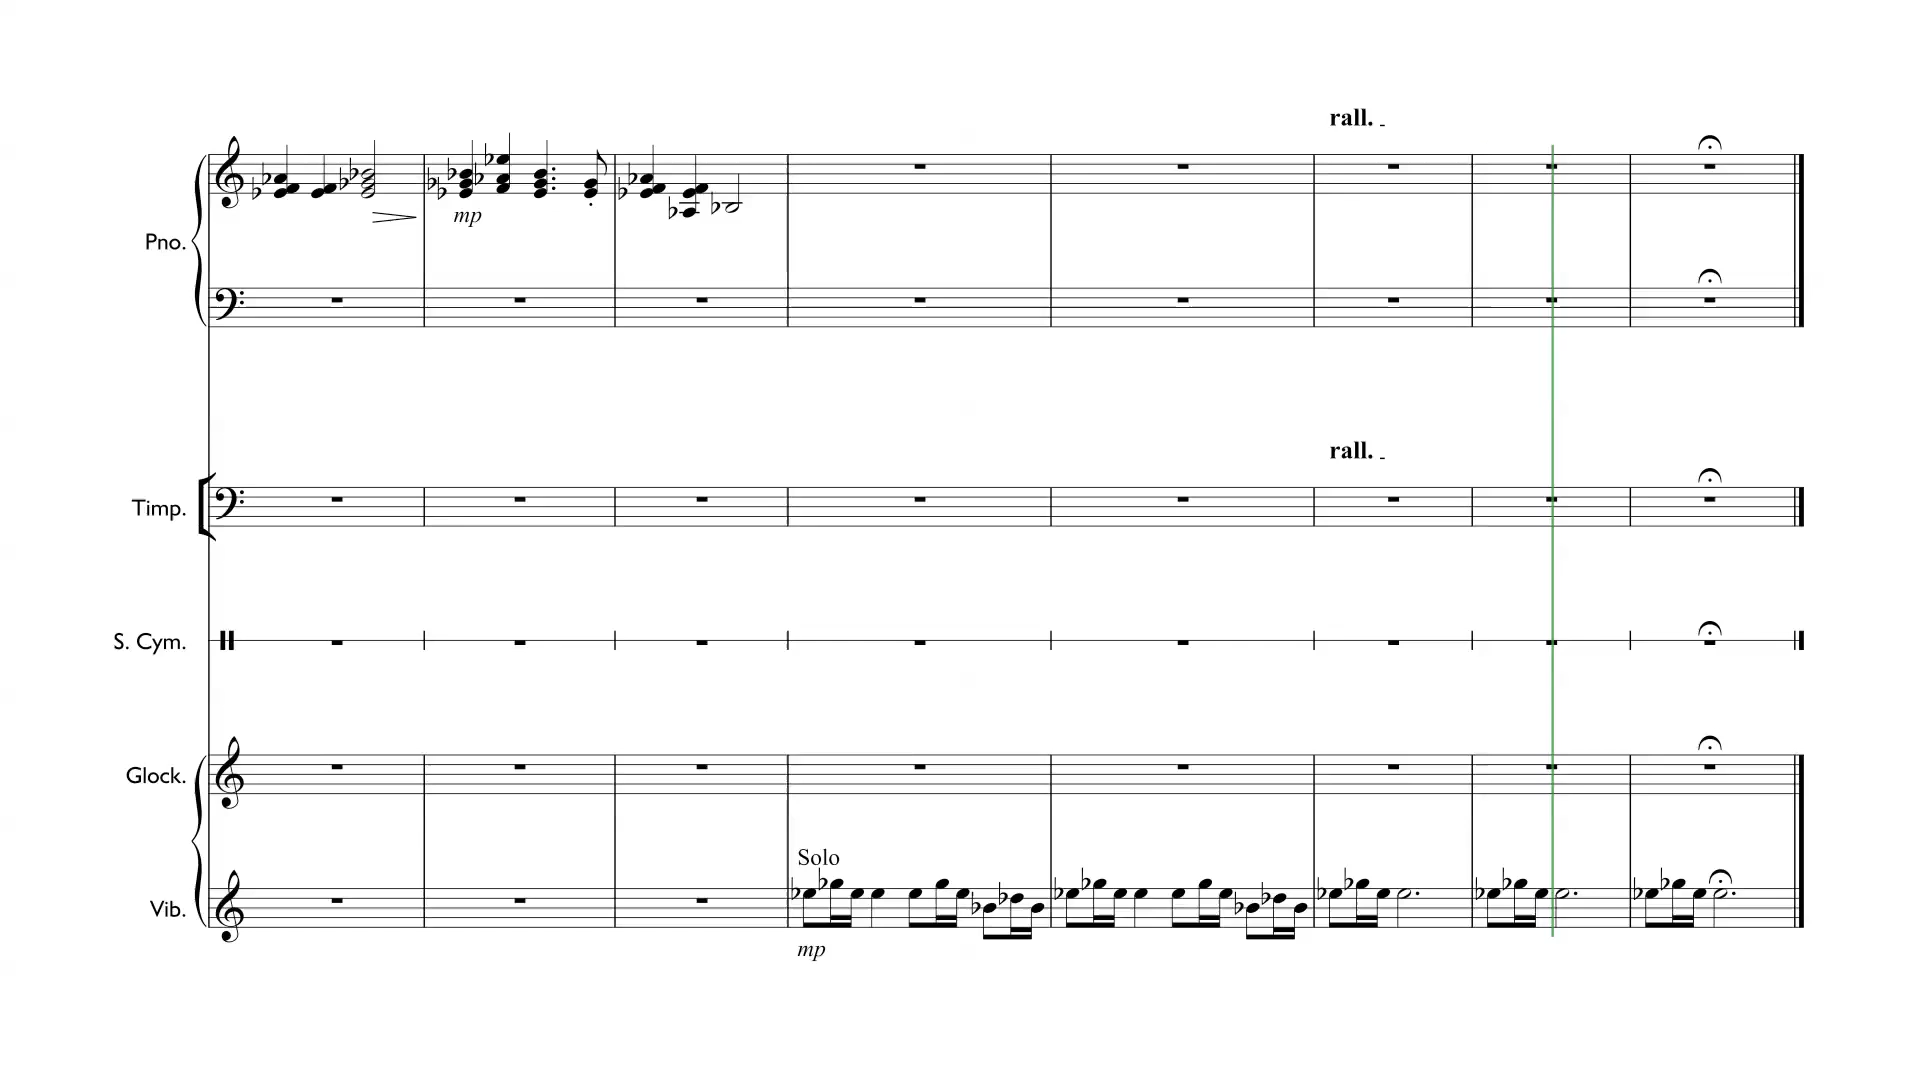 rall.
mp
Pno.
rall.
Timp.
S. Cym.
Glock.
Solo
Vib.
mp